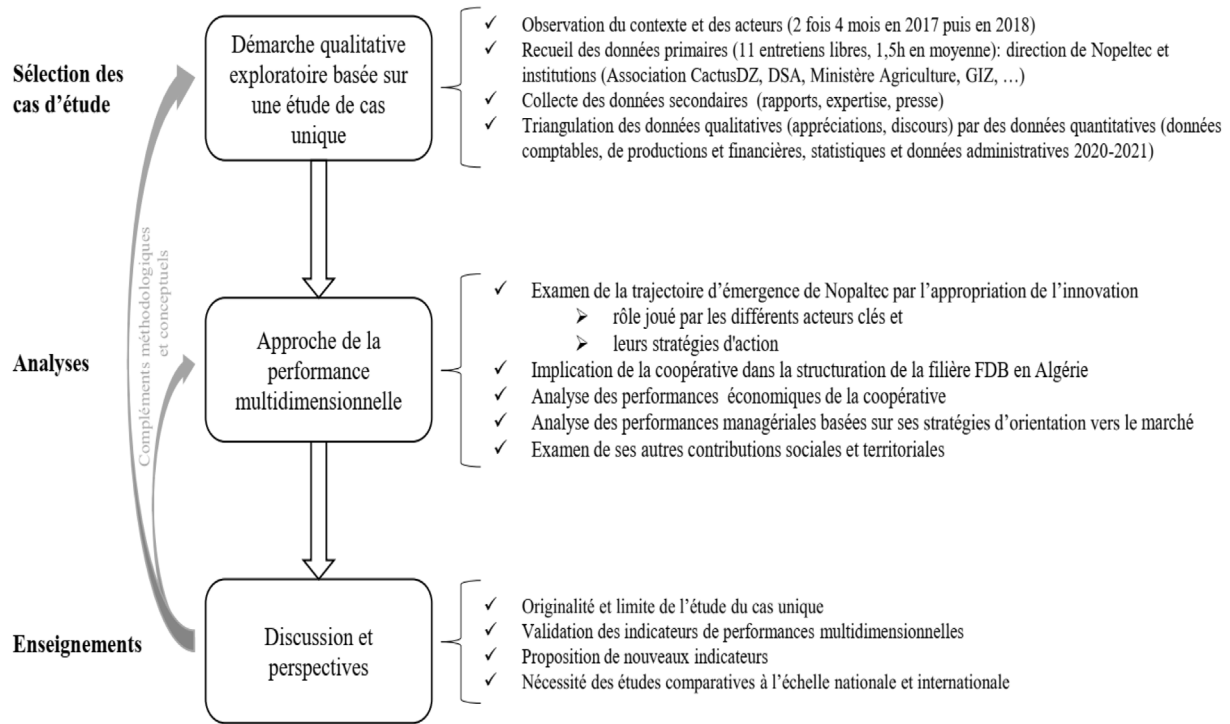 Sélection des
cas d’étude
Démarche qualitative
exploratoire basée sur
une étude de cas
unique
✓ Observation du contexte et des acteurs (2 fois 4 mois en 2017 puis en 2018)
✓ Recueil des données primaires (11 entretiens libres, 1,5h en moyenne): direction de Nopeltec et
institutions (Association CactusDZ, DSA, Ministère Agriculture, GIZ, …)
✓ Collecte des données secondaires (rapports, expertise, presse)
✓ Triangulation des données qualitatives (appréciations, discours) par des données quantitatives (données
comptables, de productions et financières, statistiques et données administratives 2020-2021)
Compléments méthodologiques
et conceptuels
Analyses
Approche de la
performance
multidimensionnelle
✓ Examen de la trajectoire d’émergence de Nopaltec par l’appropriation de l’innovation
➢ rôle joué par les différents acteurs clés et
➢ leurs stratégies d'action
✓ Implication de la coopérative dans la structuration de la filière FDB en Algérie
✓ Analyse des performances économiques de la coopérative
✓ Analyse des performances managériales basées sur ses stratégies d’orientation vers le marché
✓ Examen de ses autres contributions sociales et territoriales
Enseignements
Discussion et
perspectives
✓ Originalité et limite de l’étude du cas unique
✓ Validation des indicateurs de performances multidimensionnelles
✓ Proposition de nouveaux indicateurs
✓ Nécessité des études comparatives à l’échelle nationale et internationale